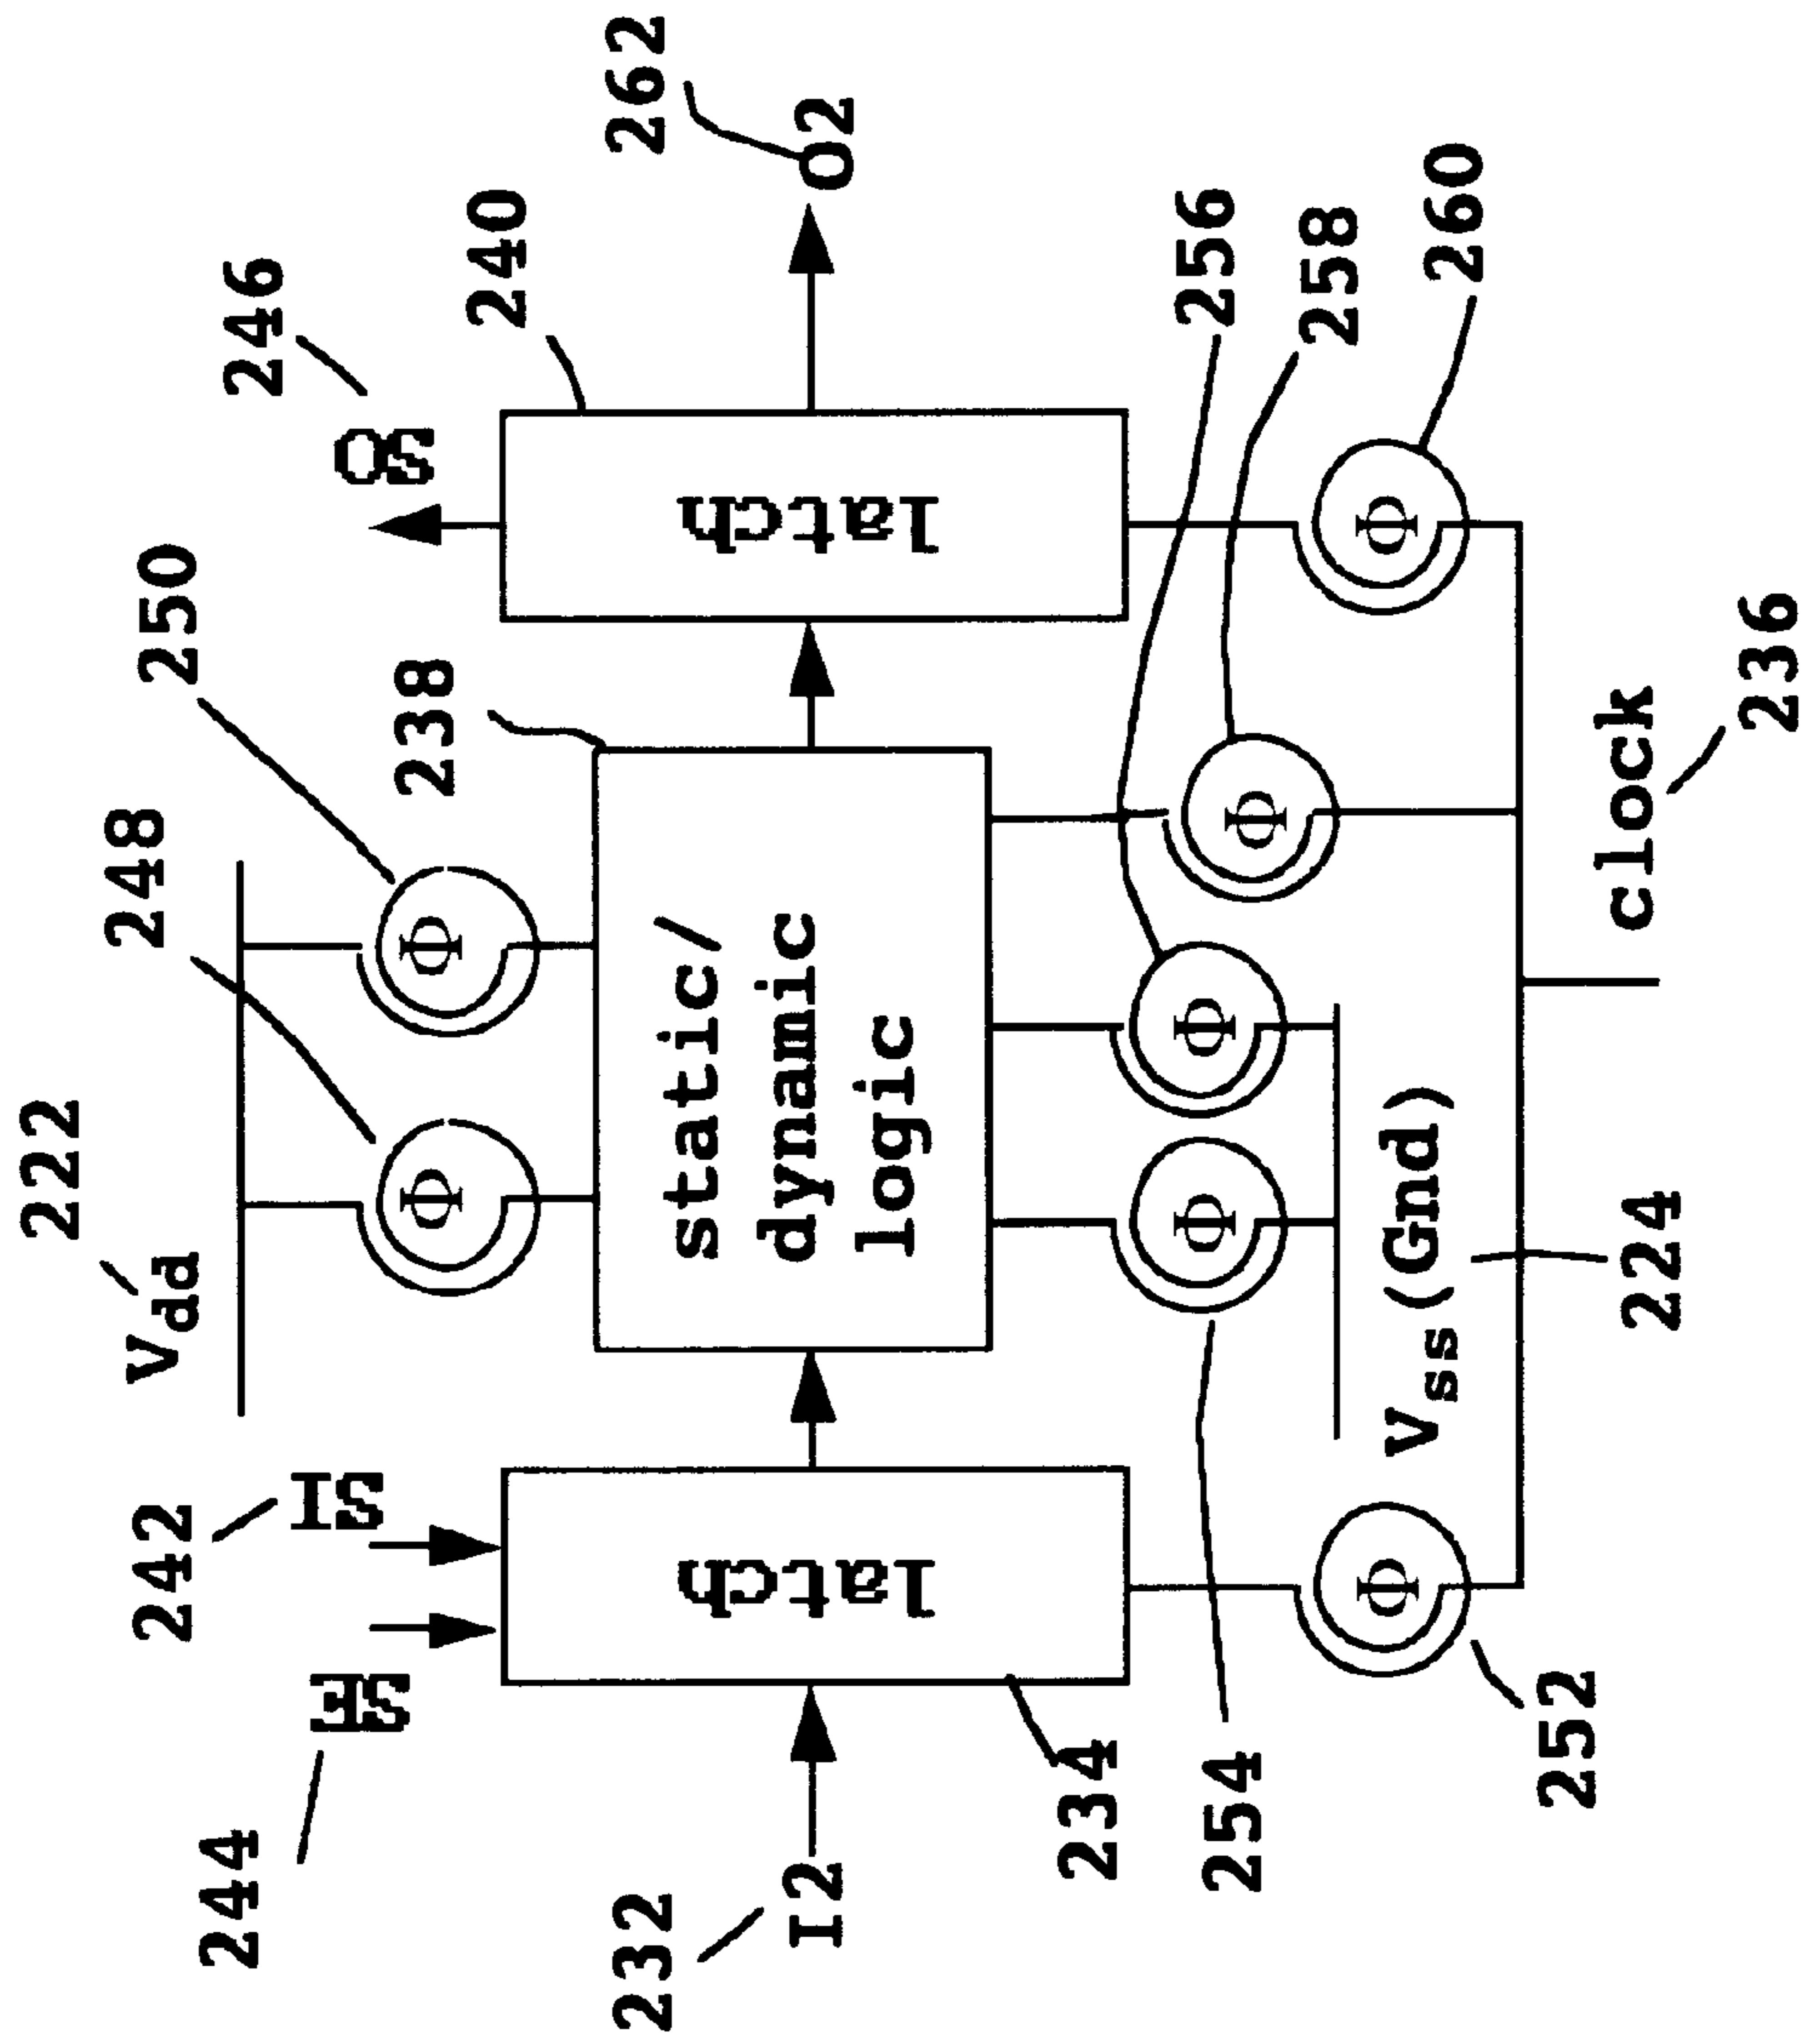 222
Vdd
248
250
246
SO
240
262
O2
238
242
SI
SE
244
232
I2
234
latch
static/
dynamic
logic
latch
Φ
Φ
Φ
Φ
Φ
Φ
Φ
Φ
254
252
Vss (Gnd)
224
256
258
260
clock
236